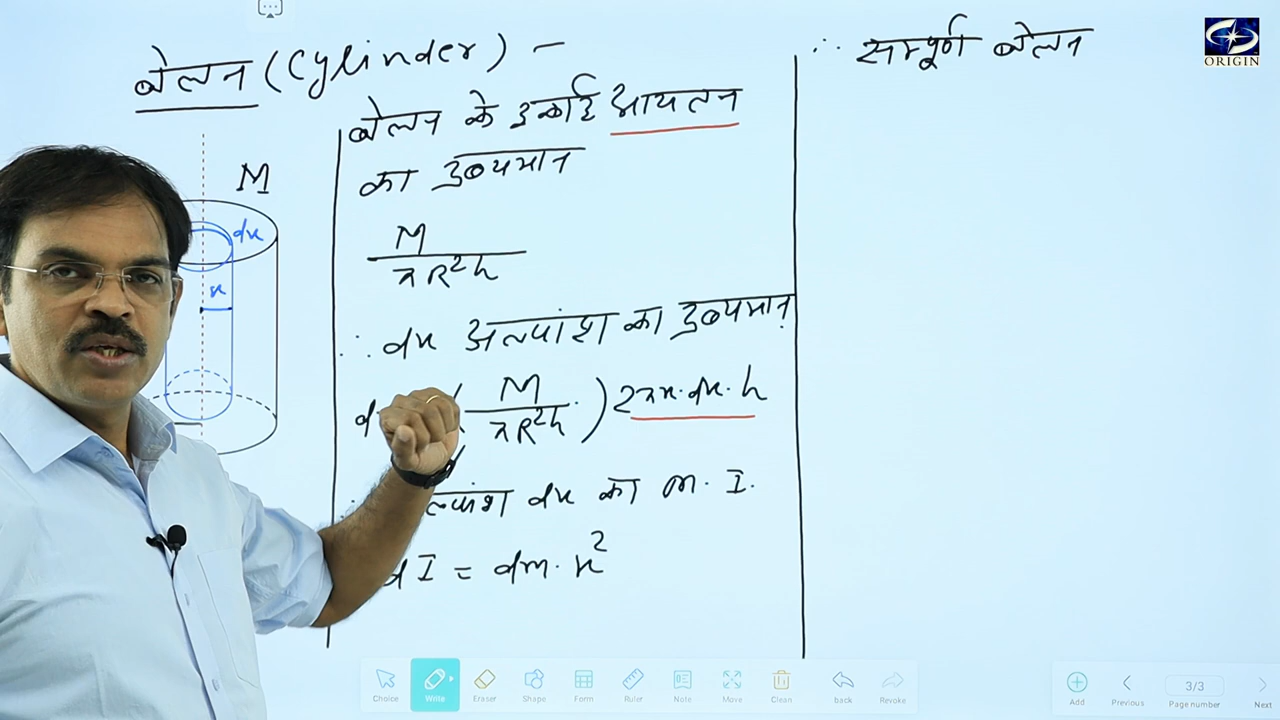 बेलन (Cylinder) -
M
dx
x
बेलन के इकाई आयतन
का द्रव्यमान
M
πR²h
∴ dx अल्पांश का द्रव्यमान
(M / πR²h) 2πx·dx·h
dx का M.I.
dI = dm·x²
∴ सम्पूर्ण बेलन
ORIGIN
Choice Write Eraser Shape Form Ruler Note Move Clean back Revoke
Add Previous 3/3 Page number Next